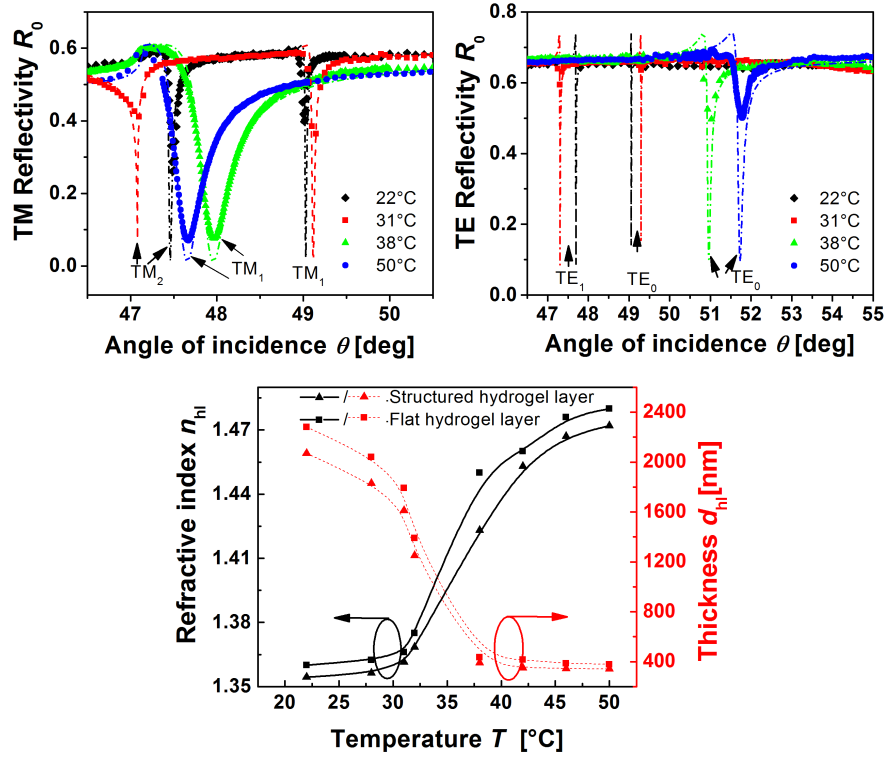 TM Reflectivity R0
0.6
0.4
0.2
0.0
22°C
31°C
38°C
50°C
TM2
TM1
TM1
47
48
49
50
Angle of incidence θ [deg]
TE Reflectivity R0
0.8
0.6
0.4
0.2
0.0
22°C
31°C
38°C
50°C
TE1
TE0
TE0
47
48
49
50
51
52
53
54
55
Angle of incidence θ [deg]
Refractive index nhl
1.47
1.44
1.41
1.38
1.35
/ Structured hydrogel layer
/ Flat hydrogel layer
2400
2000
1600
1200
800
400
Thickness dhl [nm]
20
25
30
35
40
45
50
Temperature T [°C]